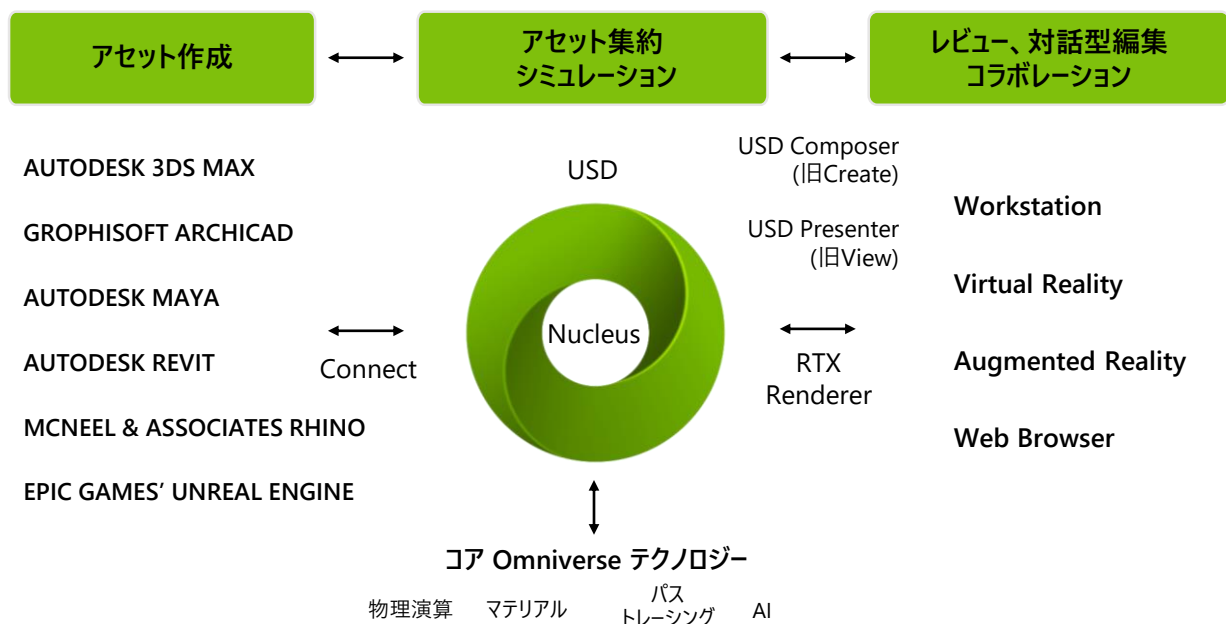 アセット作成
アセット集約
シミュレーション
レビュー、対話型編集
コラボレーション
AUTODESK 3DS MAX
GROPHISOFT ARCHICAD
AUTODESK MAYA
AUTODESK REVIT
MCNEEL & ASSOCIATES RHINO
EPIC GAMES’ UNREAL ENGINE
Connect
USD
Nucleus
USD Composer
(旧Create)
USD Presenter
(旧View)
RTX
Renderer
Workstation
Virtual Reality
Augmented Reality
Web Browser
コア Omniverse テクノロジー
物理演算
マテリアル
パス
トレーシング
AI